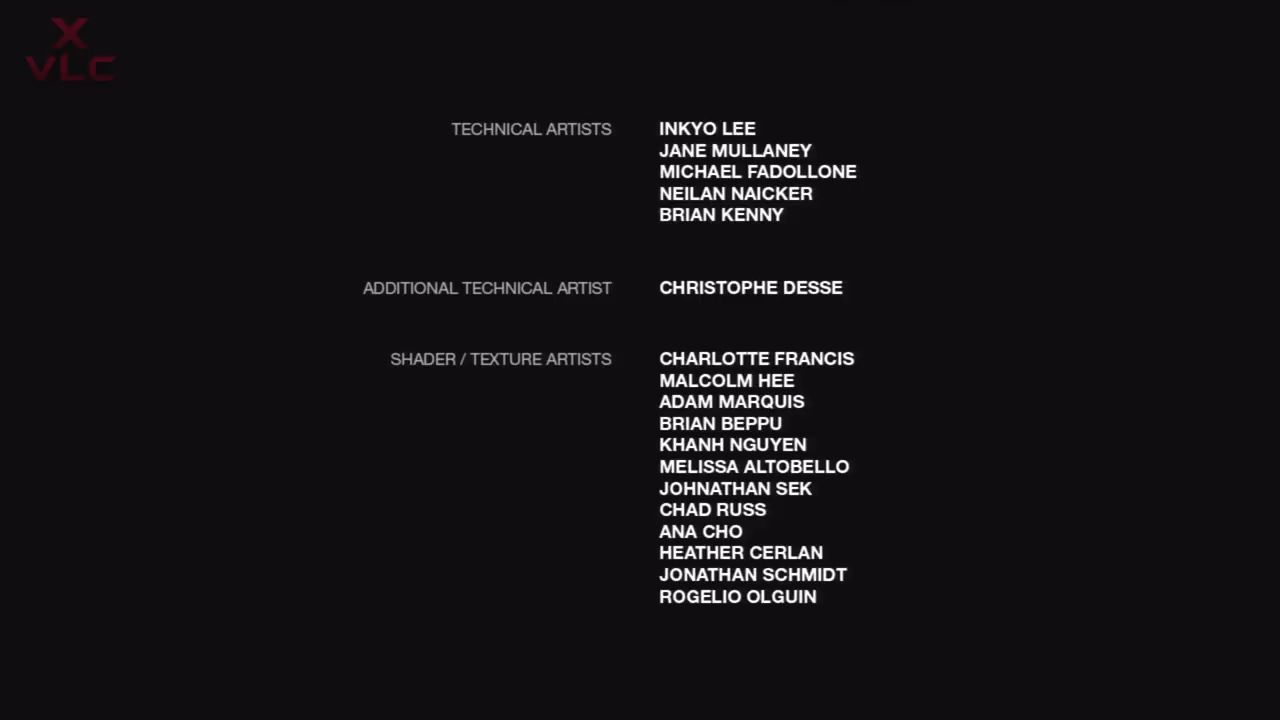 X
VLC
TECHNICAL ARTISTS INKYO LEE
JANE MULLANEY
MICHAEL FADOLLONE
NEILAN NAICKER
BRIAN KENNY
ADDITIONAL TECHNICAL ARTIST CHRISTOPHE DESSE
SHADER / TEXTURE ARTISTS CHARLOTTE FRANCIS
MALCOLM HEE
ADAM MARQUIS
BRIAN BEPPU
KHANH NGUYEN
MELISSA ALTOBELLO
JOHNATHAN SEK
CHAD RUSS
ANA CHO
HEATHER CERLAN
JONATHAN SCHMIDT
ROGELIO OLGUIN